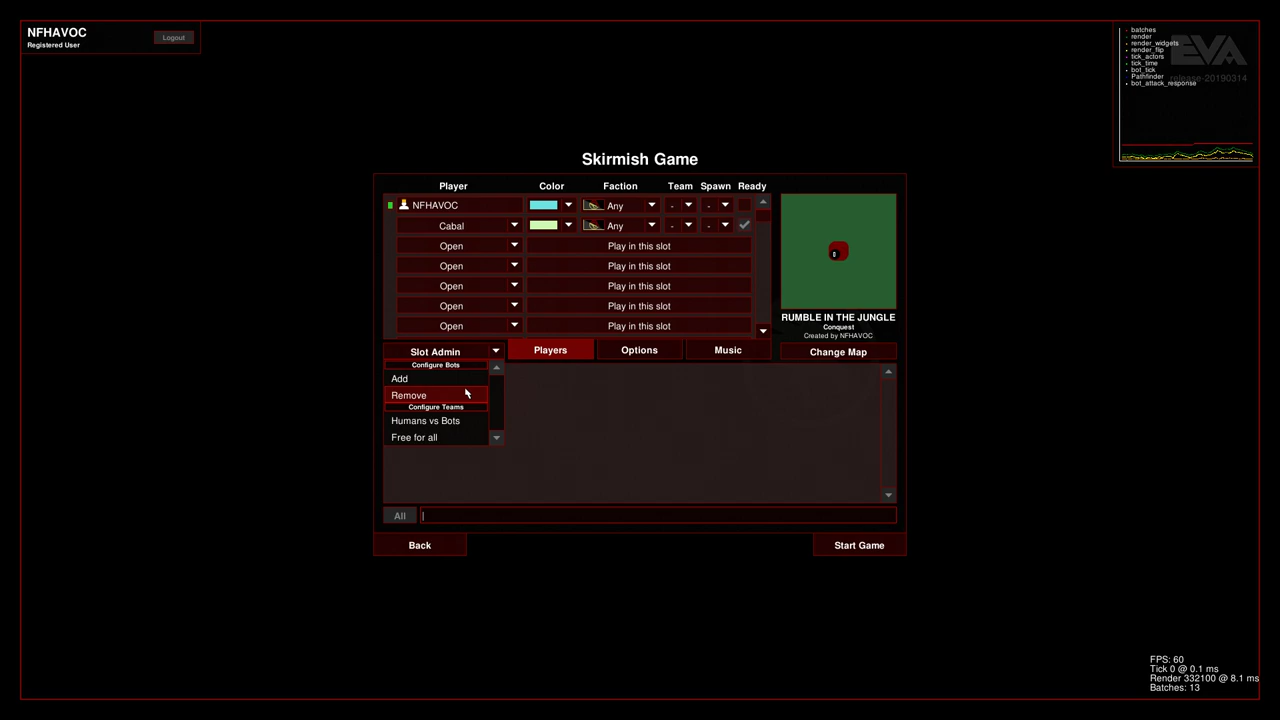 NFHAVOC
Registered User
Logout
batches
render
render_widgets
render_flip
tick_actors
tick_time
bot_tick
Pathfinder
bot_attack_response
EVA
release-20190314
Skirmish Game
Player Color Faction Team Spawn Ready
NFHAVOC Any - -
Cabal Any - -
Open Play in this slot
Open Play in this slot
Open Play in this slot
Open Play in this slot
Open Play in this slot
RUMBLE IN THE JUNGLE
Conquest
Created by NFHAVOC
Slot Admin Players Options Music Change Map
Configure Bots
Add
Remove
Configure Teams
Humans vs Bots
Free for all
All
Back Start Game
FPS: 60
Tick 0 @ 0.1 ms
Render 332100 @ 8.1 ms
Batches: 13